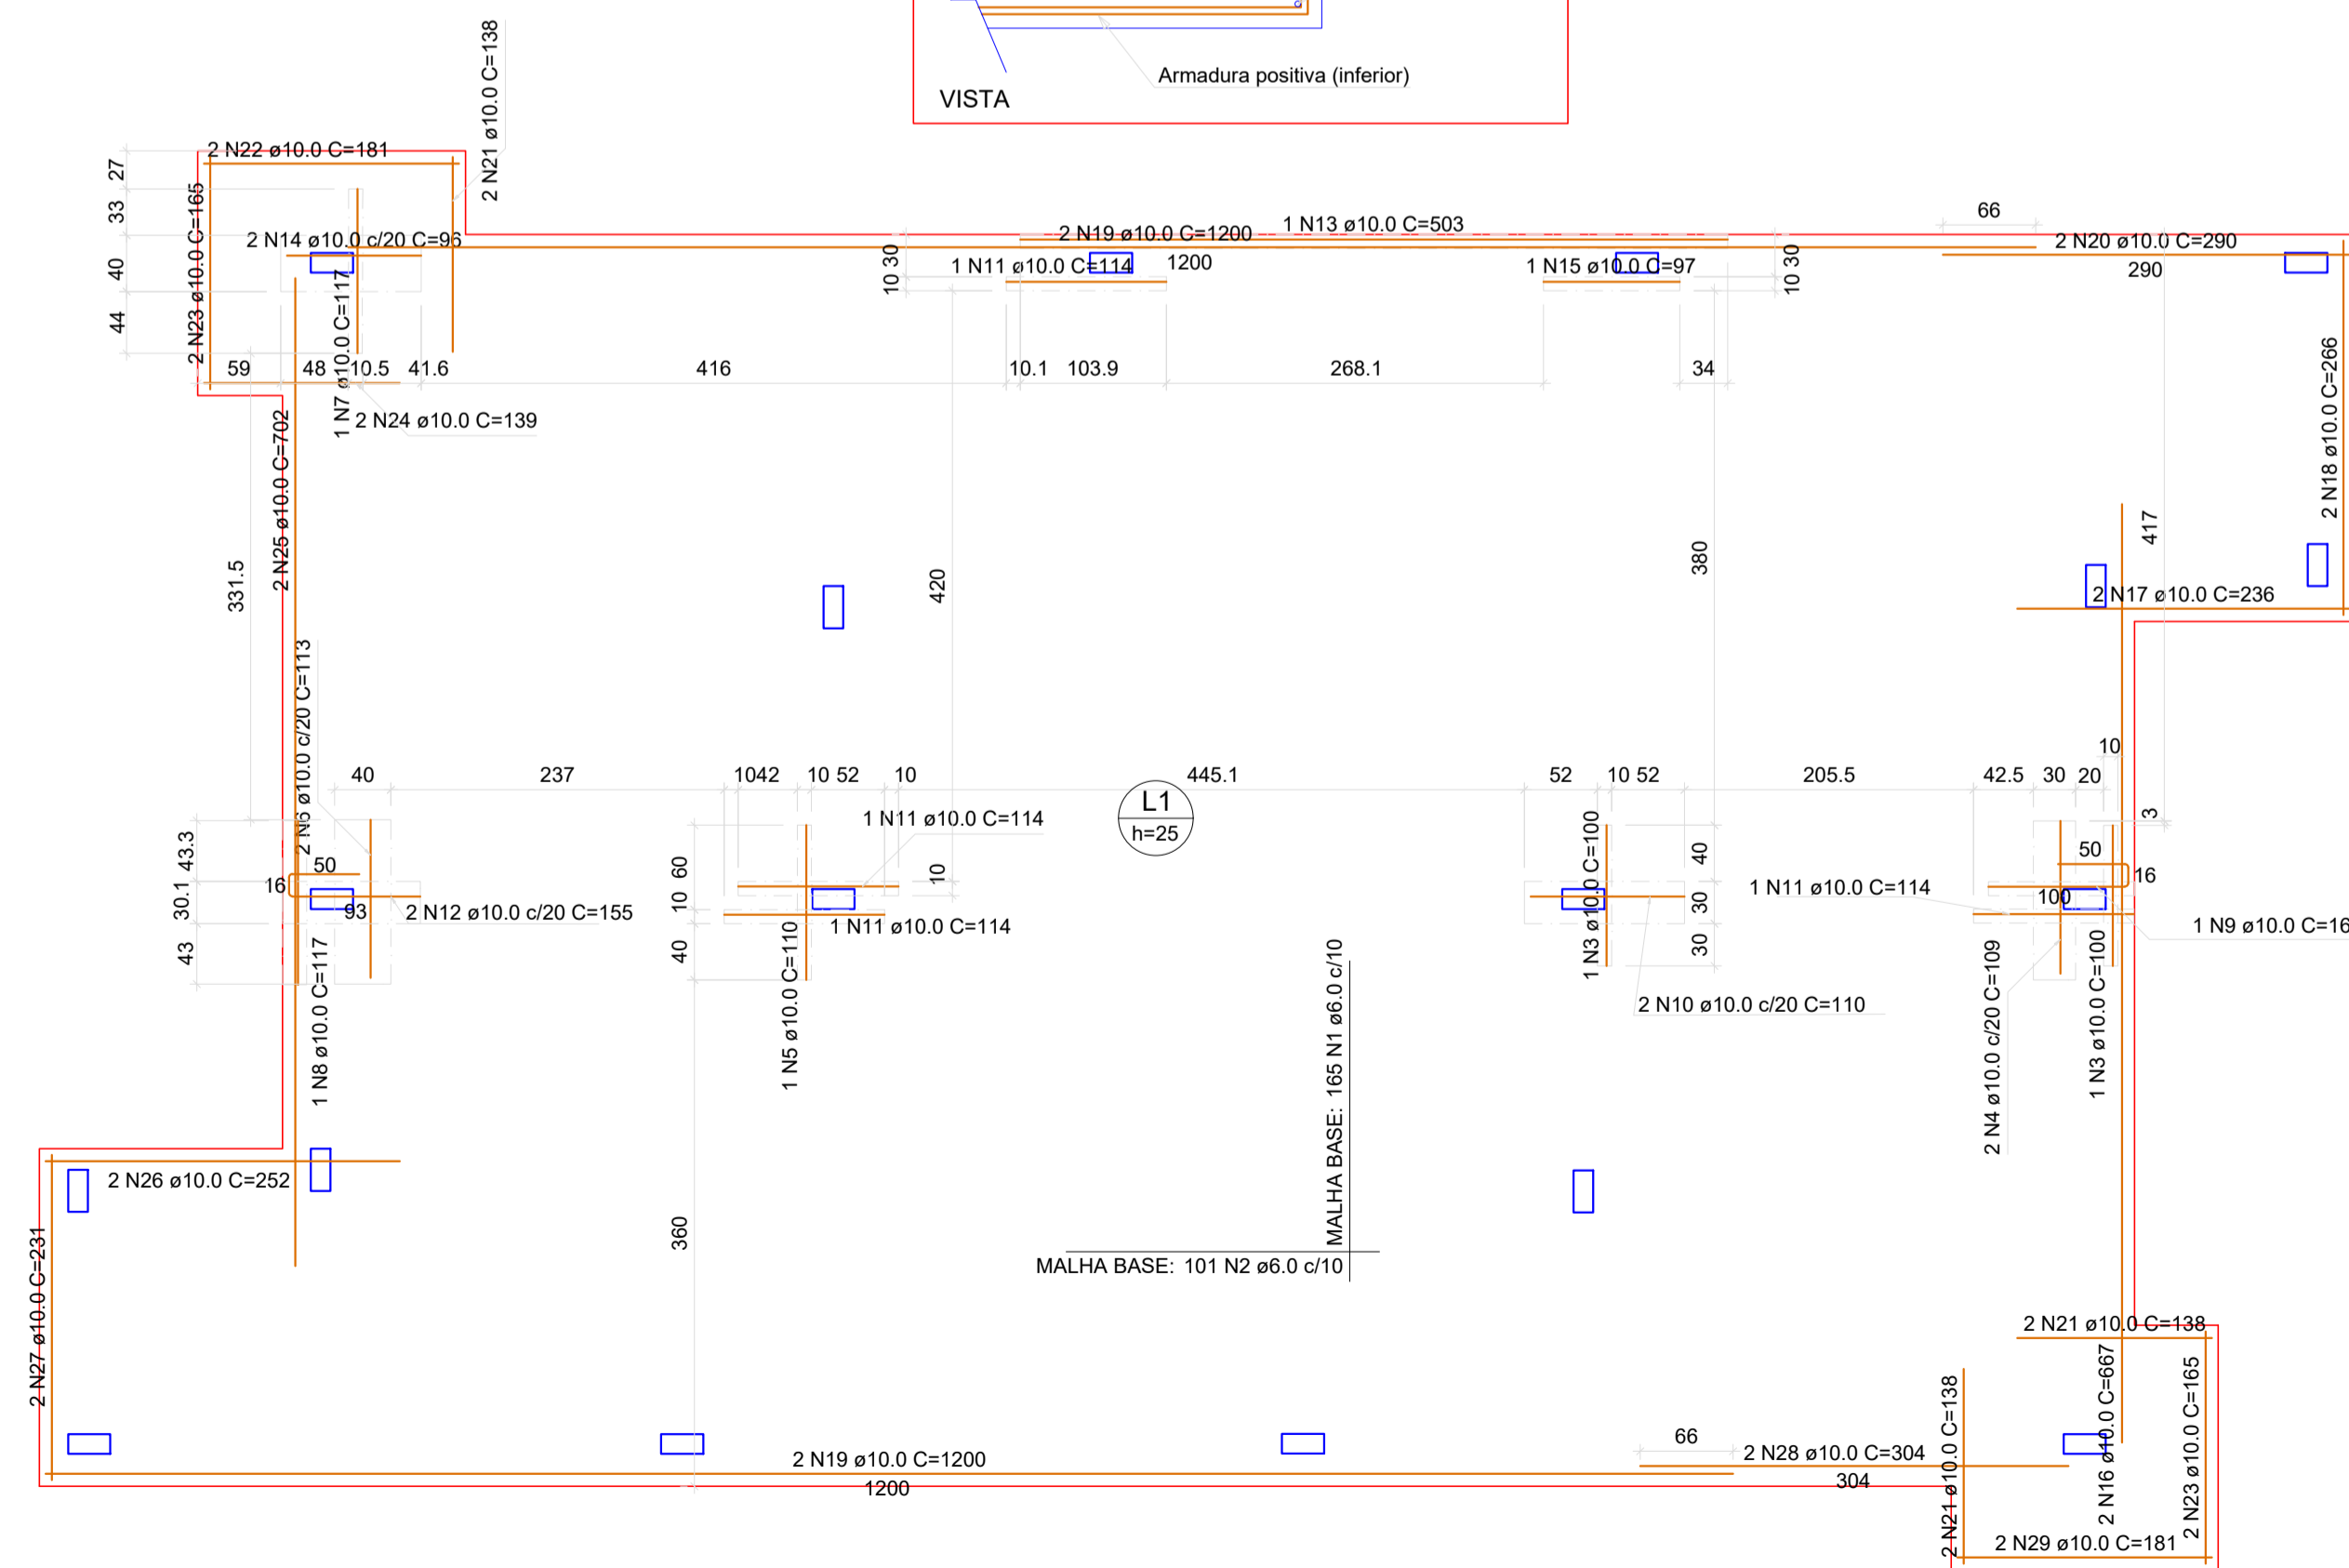 Armadura positiva (inferior)
VISTA
2 N21 ø10.0 C=138
2 N22 ø10.0 C=181
27
33
40
44
2 N23 ø10.0 C=165
2 N14 ø10.0 c/20 C=96
1 N7 ø10.0 C=117
59
48
10.5
41.6
416
10.1
103.9
268.1
34
2 N24 ø10.0 C=139
1 N13 ø10.0 C=503
2 N19 ø10.0 C=1200
1200
1 N11 ø10.0 C=114
1 N15 ø10.0 C=97
10 30
10 30
66
2 N20 ø10.0 C=290
290
2 N18 ø10.0 C=266
417
2 N17 ø10.0 C=236
2 N25 ø10.0 C=702
331.5
420
380
2 N6 ø10.0 c/20 C=113
40
237
1042
10 52
10
445.1
52
10 52
205.5
42.5
30
20
10
3
L1
h=25
43.3
30.1
43
50
16
93
2 N12 ø10.0 c/20 C=155
1 N8 ø10.0 C=117
60
10
40
1 N11 ø10.0 C=114
10
1 N11 ø10.0 C=114
1 N5 ø10.0 C=110
1 N3 ø10.0 C=100
40
30
30
2 N10 ø10.0 c/20 C=110
50
16
100
1 N11 ø10.0 C=114
1 N9 ø10.0 C=16
2 N4 ø10.0 c/20 C=109
1 N3 ø10.0 C=100
MALHA BASE: 165 N1 ø6.0 c/10
MALHA BASE: 101 N2 ø6.0 c/10
360
2 N26 ø10.0 C=252
2 N27 ø10.0 C=231
2 N19 ø10.0 C=1200
1200
66
2 N28 ø10.0 C=304
304
2 N21 ø10.0 C=138
2 N21 ø10.0 C=138
2 N16 ø10.0 C=667
2 N23 ø10.0 C=165
2 N29 ø10.0 C=181